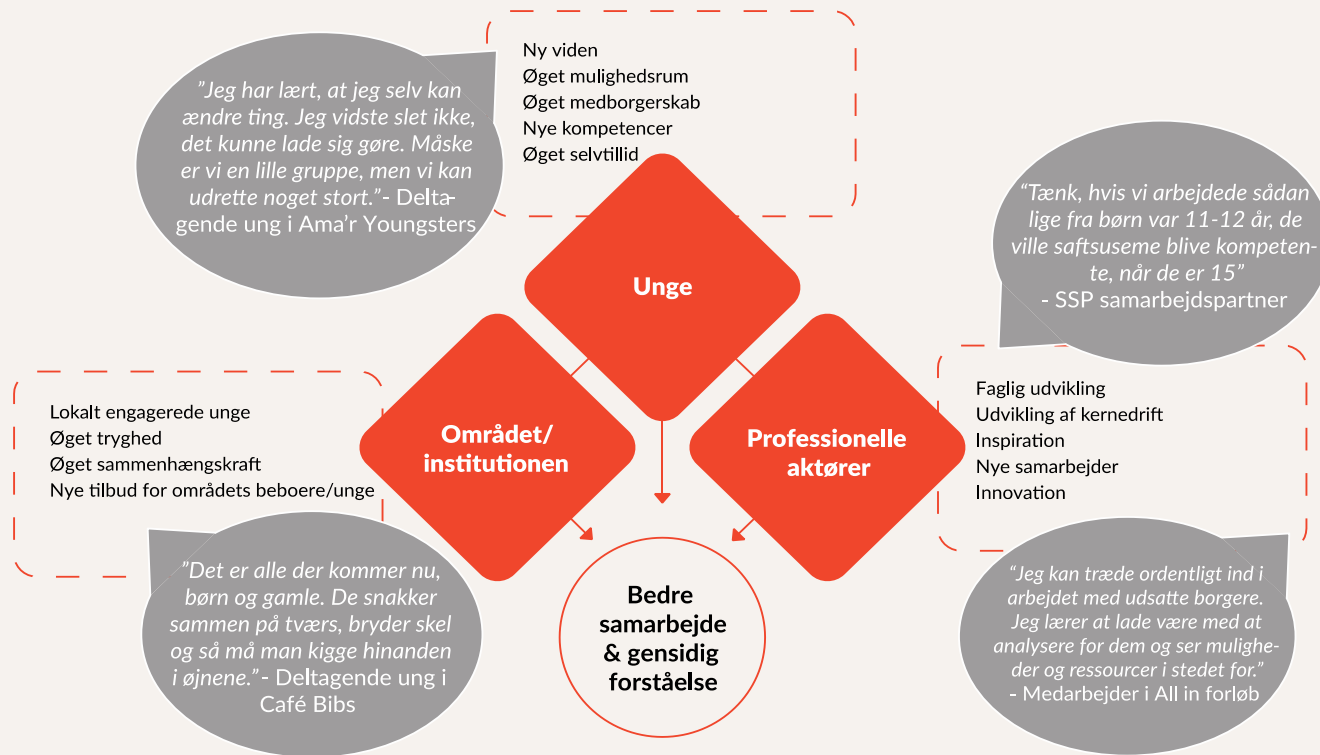 "Jeg har lært, at jeg selv kan
ændre ting. Jeg vidste slet ikke,
det kunne lade sig gøre. Måske
er vi en lille gruppe, men vi kan
udrette noget stort." - Delta-
gende ung i Ama'r Youngsters
Ny viden
Øget mulighedsrum
Øget medborgerskab
Nye kompetencer
Øget selvtillid
"Tænk, hvis vi arbejdede sådan
lige fra børn var 11-12 år, de
ville saftsuseme blive kompeten-
te, når de er 15"
- SSP samarbejdspartner
Unge
Lokalt engagerede unge
Øget tryghed
Øget sammenhængskraft
Nye tilbud for områdets beboere/unge
Området/
institutionen
Professionelle
aktører
Faglig udvikling
Udvikling af kernedrift
Inspiration
Nye samarbejder
Innovation
"Det er alle der kommer nu,
børn og gamle. De snakker
sammen på tværs, bryder skel
og så må man kigge hinanden
i øjnene." - Deltagende ung i
Café Bibs
Bedre
samarbejde
& gensidig
forståelse
"Jeg kan træde ordentligt ind i
arbejdet med udsatte borgere.
Jeg lærer at lade være med at
analysere for dem og ser mulighe-
der og ressourcer i stedet for."
- Medarbejder i All in forløb